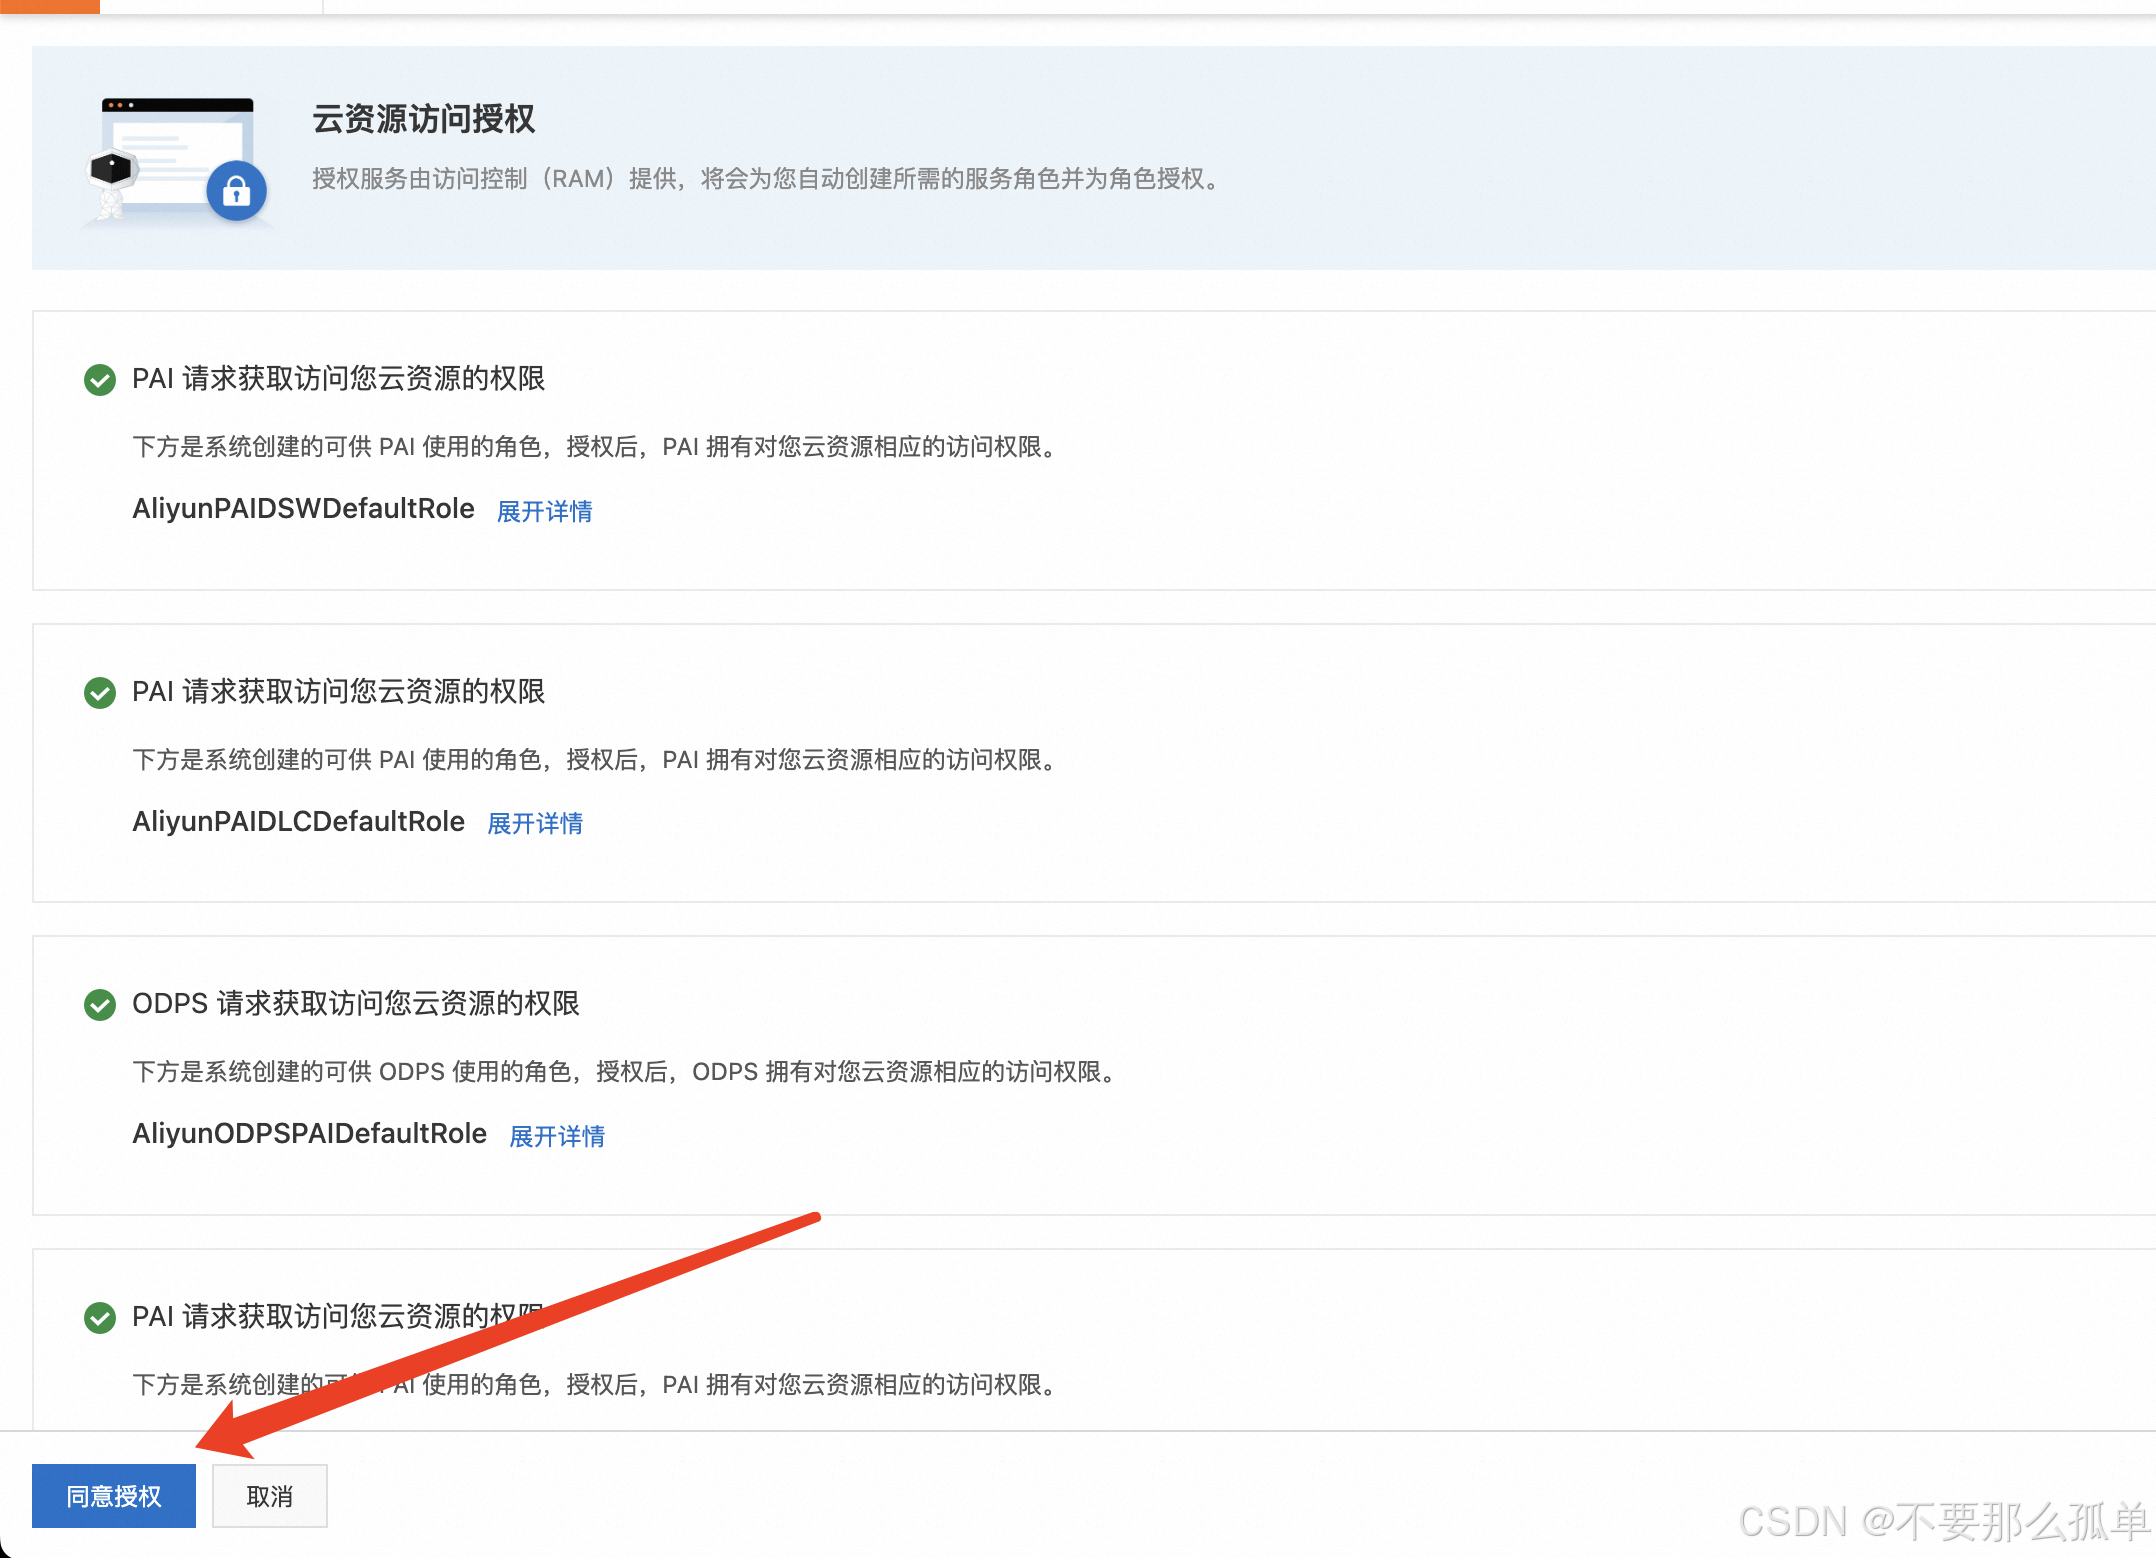 云资源访问授权
授权服务由访问控制（RAM）提供，将会为您自动创建所需的服务角色并为角色授权。
PAI 请求获取访问您云资源的权限
下方是系统创建的可供 PAI 使用的角色，授权后，PAI 拥有对您云资源相应的访问权限。
AliyunPAIDSWDefaultRole 展开详情
PAI 请求获取访问您云资源的权限
下方是系统创建的可供 PAI 使用的角色，授权后，PAI 拥有对您云资源相应的访问权限。
AliyunPAIDLCDefaultRole 展开详情
ODPS 请求获取访问您云资源的权限
下方是系统创建的可供 ODPS 使用的角色，授权后，ODPS 拥有对您云资源相应的访问权限。
AliyunODPSPAIDefaultRole 展开详情
PAI 请求获取访问您云资源的权限
下方是系统创建的可供 PAI 使用的角色，授权后，PAI 拥有对您云资源相应的访问权限。
同意授权 取消
CSDN @不要那么孤单